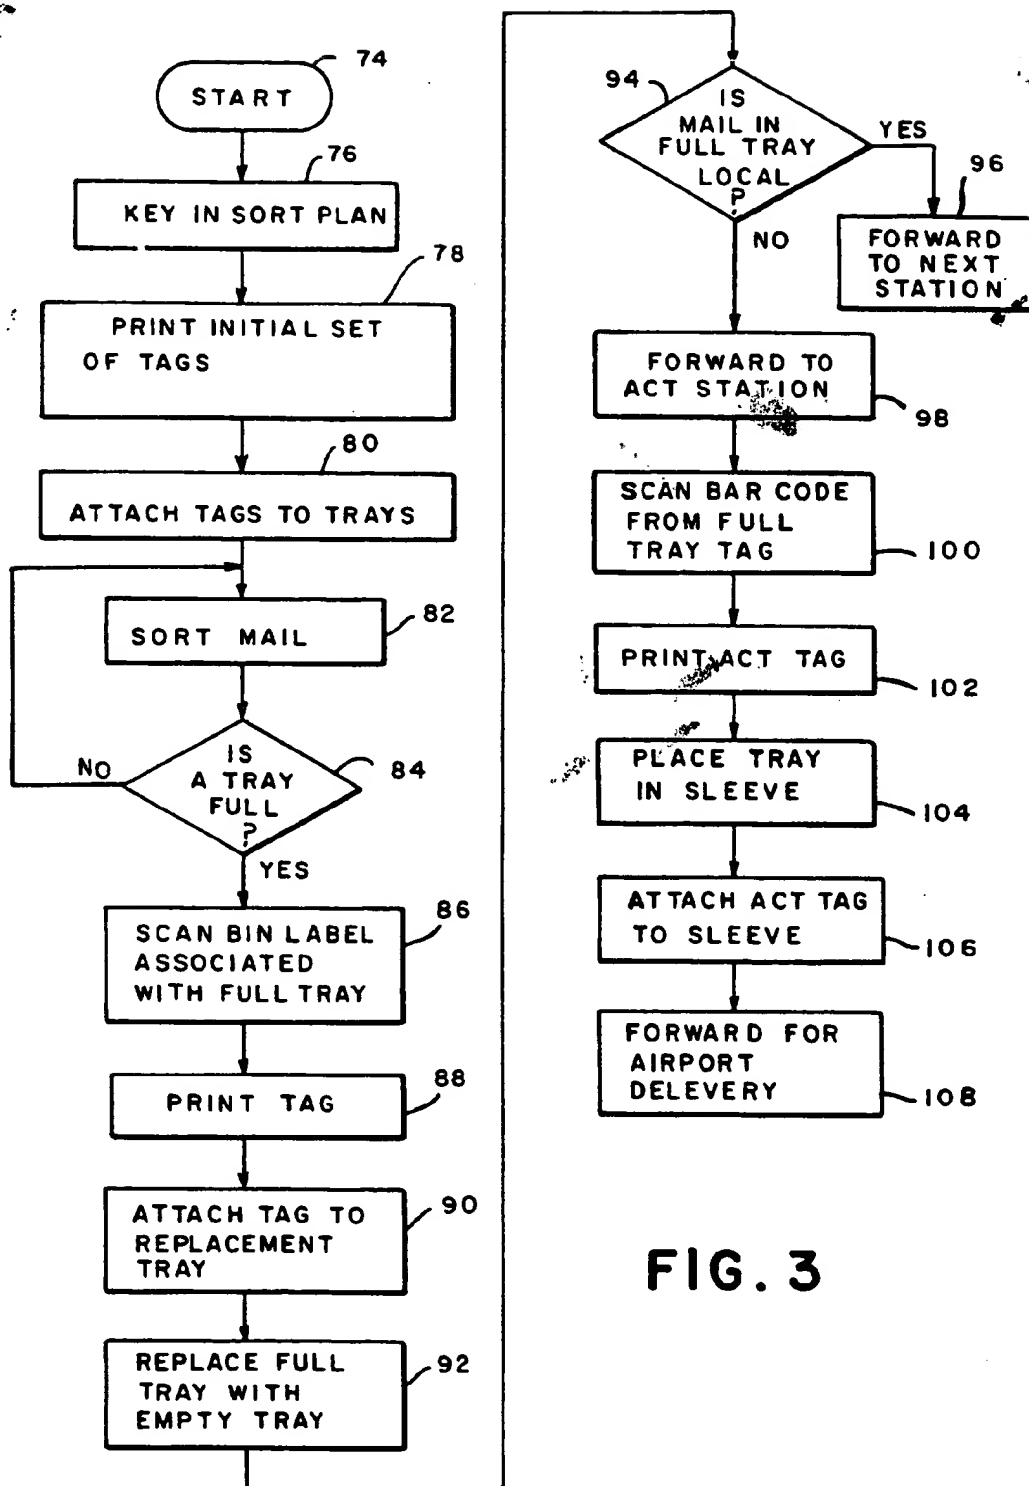 74
START
76
KEY IN SORT PLAN
78
PRINT INITIAL SET
OF TAGS
80
ATTACH TAGS TO TRAYS
82
SORT MAIL
84
IS
A TRAY
FULL
?
NO
YES
86
SCAN BIN LABEL
ASSOCIATED
WITH FULL TRAY
88
PRINT TAG
90
ATTACH TAG TO
REPLACEMENT
TRAY
92
REPLACE FULL
TRAY WITH
EMPTY TRAY
94
IS
MAIL IN
FULL TRAY
LOCAL
?
YES
NO
96
FORWARD
TO NEXT
STATION
FORWARD TO
ACT STATION
98
SCAN BAR CODE
FROM FULL
TRAY TAG
100
PRINT ACT TAG
102
PLACE TRAY
IN SLEEVE
104
ATTACH ACT TAG
TO SLEEVE
106
FORWARD FOR
AIRPORT
DELEVERY
108
FIG. 3